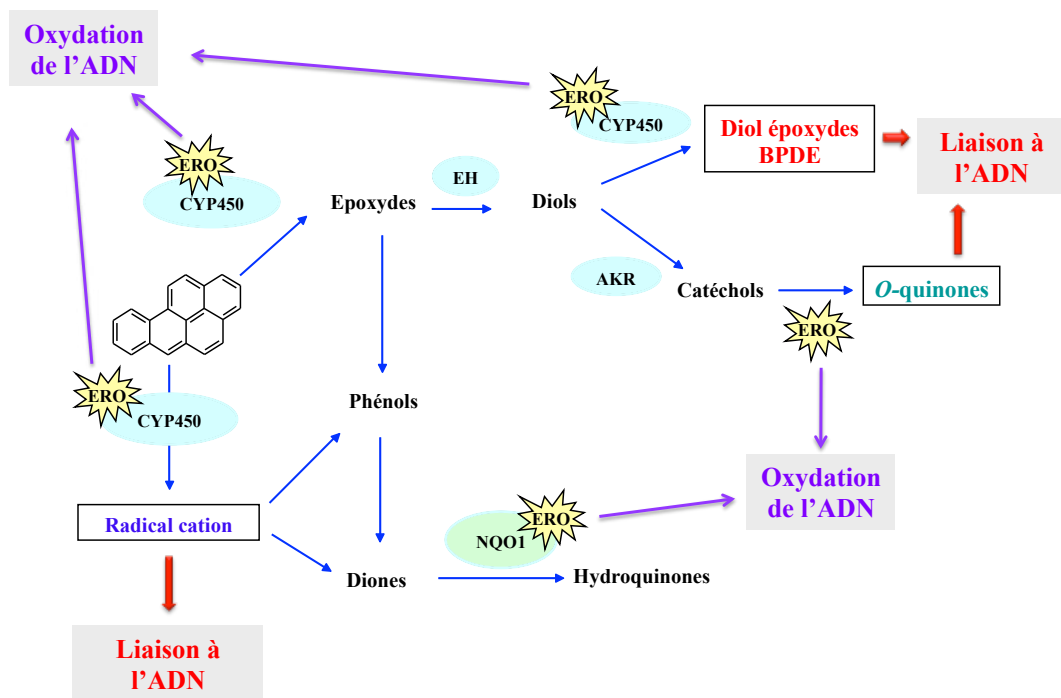 Oxydation
de l’ADN
ERO
CYP450
Diol époxydes
BPDE
Liaison à
l’ADN
ERO
CYP450
EH
Epoxydes
Diols
AKR
Catéchols
O-quinones
ERO
ERO
CYP450
Phénols
Radical cation
Oxydation
de l’ADN
ERO
NQO1
Diones
Hydroquinones
Liaison à
l’ADN